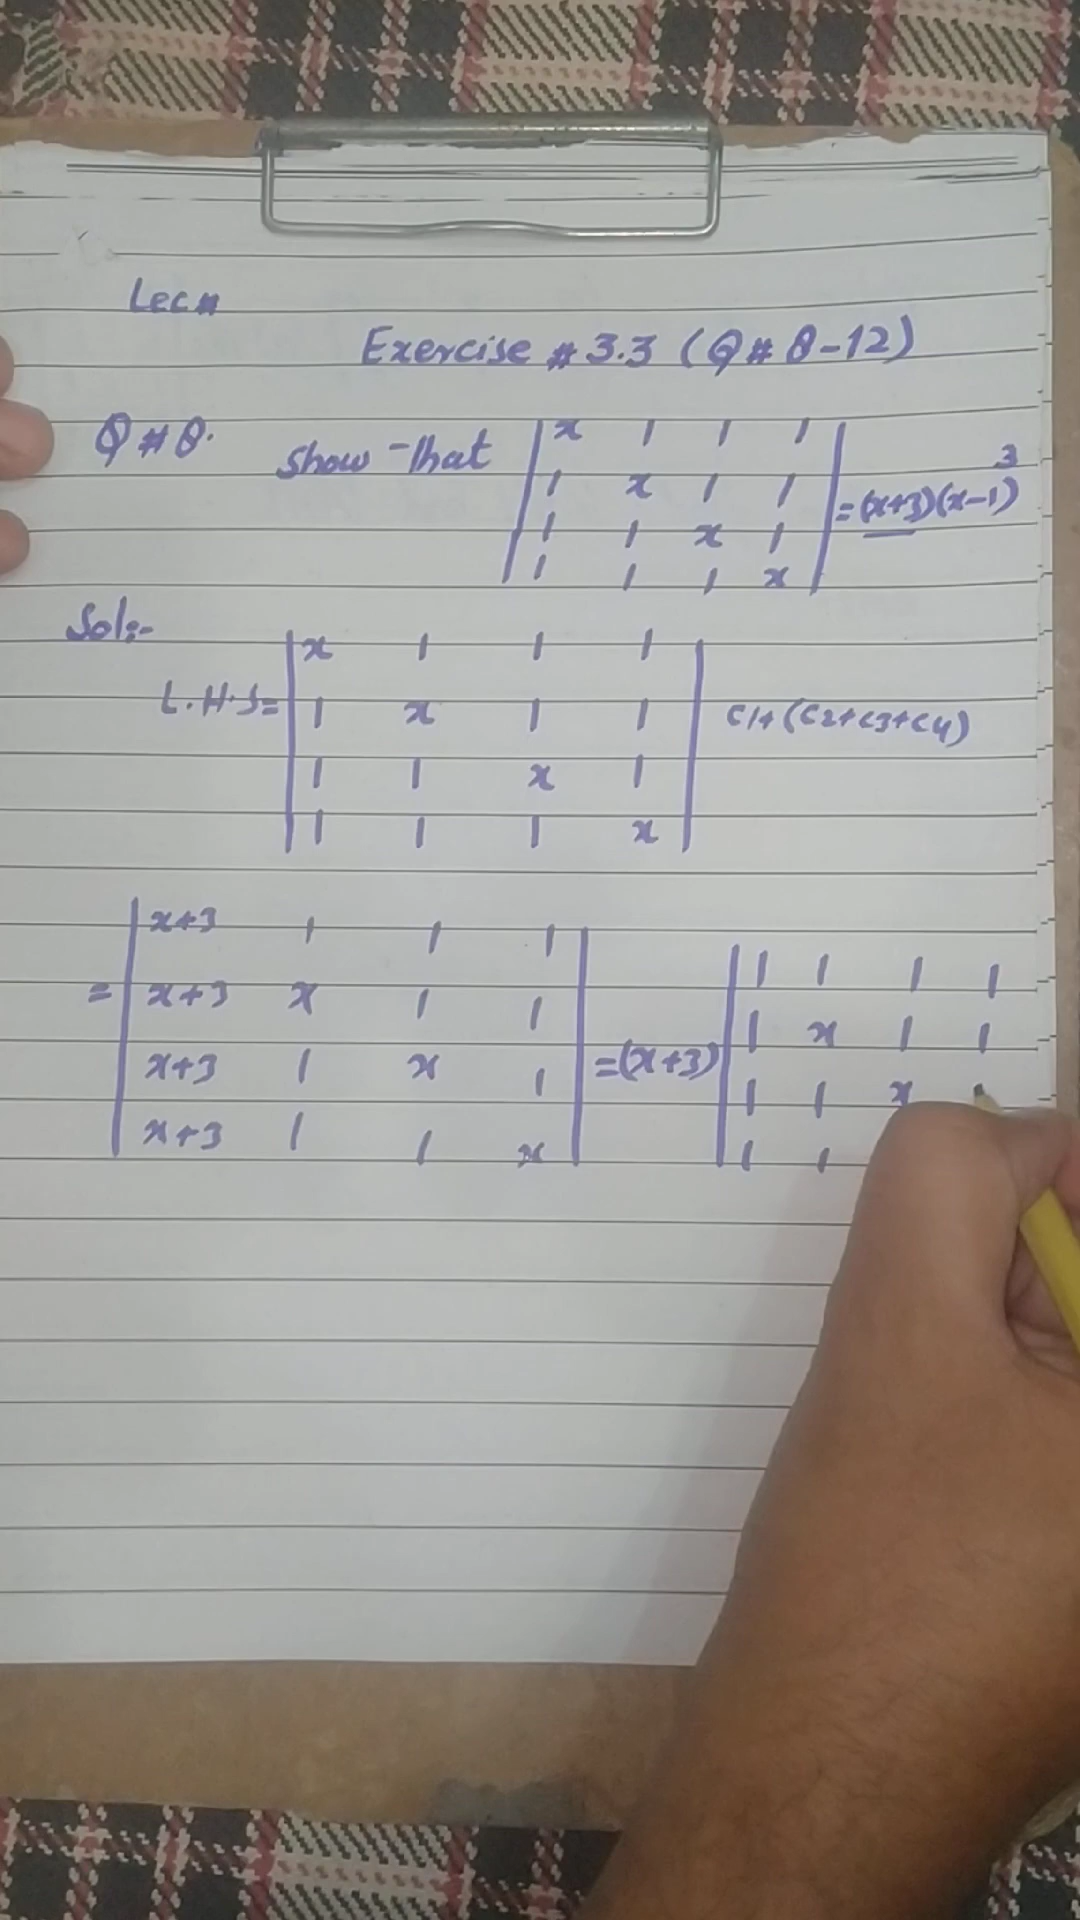 Lec #
Exercise # 3.3 (Q # 8-12)
Q # 8. Show that | x 1 1 1 |
| 1 x 1 1 | = (x+3)(x-1)³
| 1 1 x 1 |
| 1 1 1 x |
Sol:-
L.H.S = | x 1 1 1 |
| 1 x 1 1 | C1+(C2+C3+C4)
| 1 1 x 1 |
| 1 1 1 x |
= | x+3 1 1 1 | = (x+3) | 1 1 1 1
| x+3 x 1 1 | | 1 x 1 1
| x+3 1 x 1 | | 1 1 x
| x+3 1 1 x | | 1 1